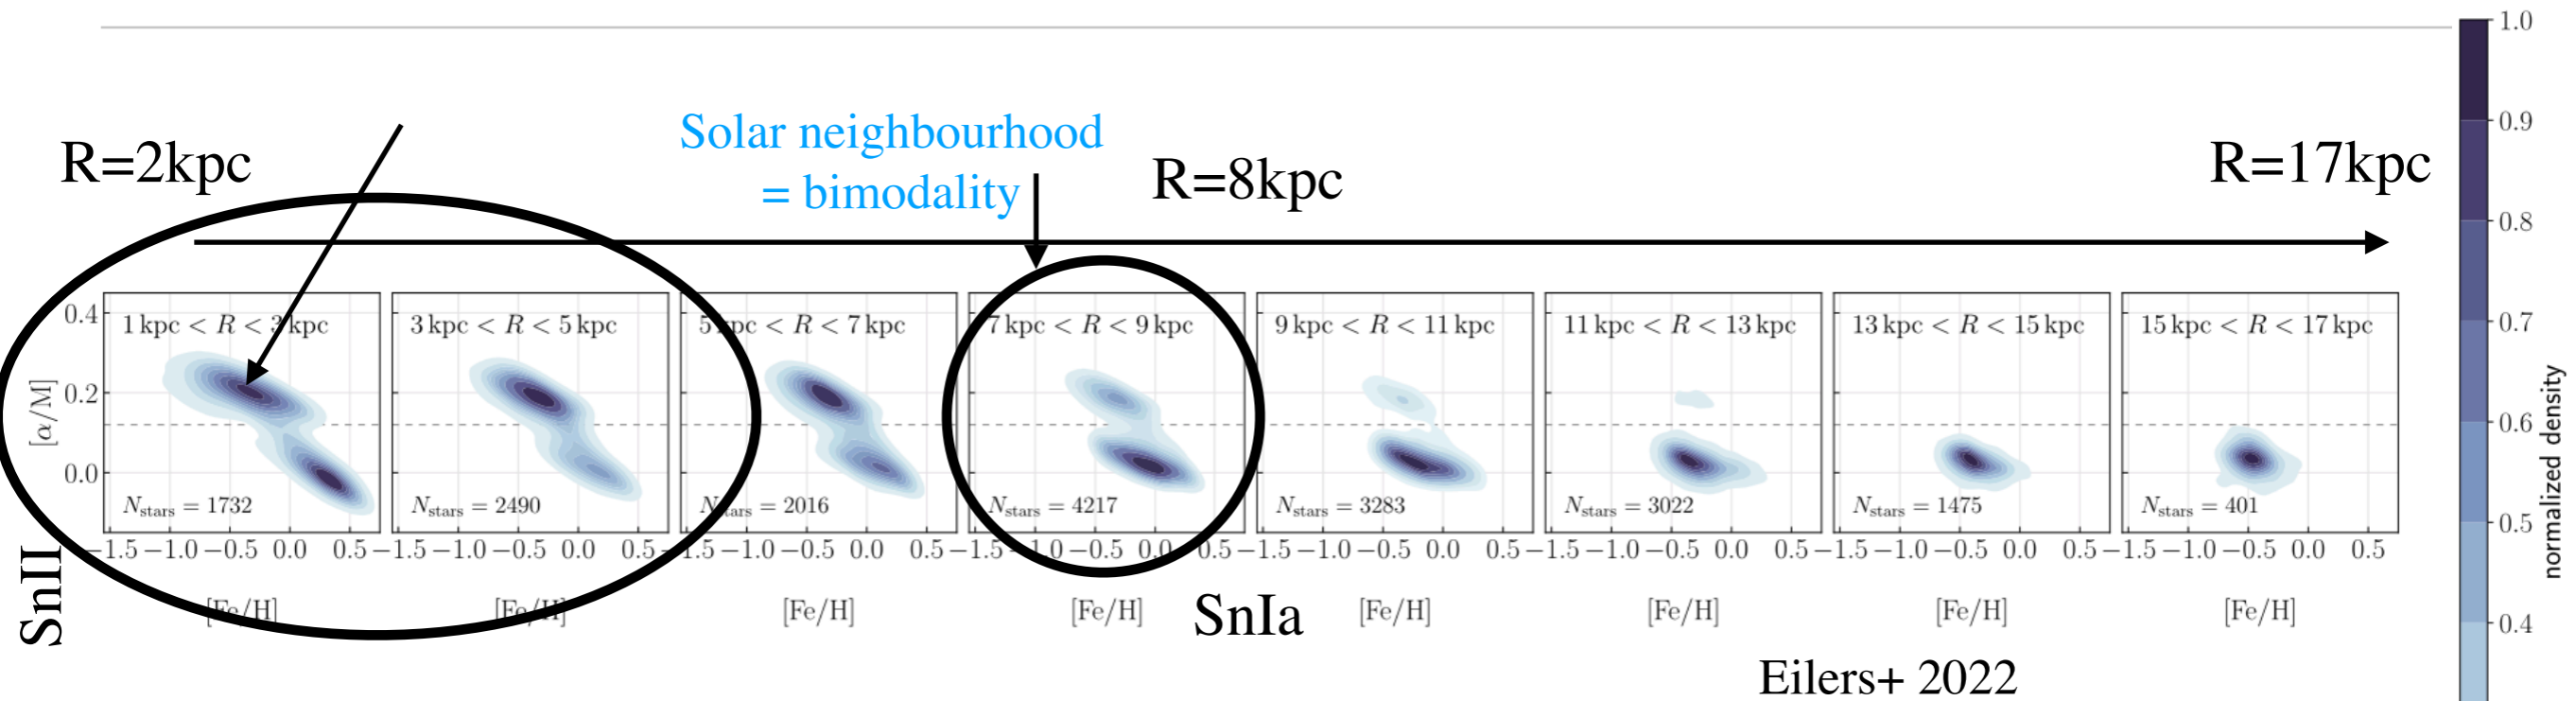 R=2kpc
Solar neighbourhood
= bimodality
R=8kpc
R=17kpc
1 kpc < R < 3 kpc
3 kpc < R < 5 kpc
5 kpc < R < 7 kpc
7 kpc < R < 9 kpc
9 kpc < R < 11 kpc
11 kpc < R < 13 kpc
13 kpc < R < 15 kpc
15 kpc < R < 17 kpc
[α/M]
0.4
0.2
0.0
N_stars = 1732
N_stars = 2490
N_stars = 2016
N_stars = 4217
N_stars = 3283
N_stars = 3022
N_stars = 1475
N_stars = 401
−1.5 −1.0 −0.5 0.0 0.5
−1.5 −1.0 −0.5 0.0 0.5
−1.5 −1.0 −0.5 0.0 0.5
−1.5 −1.0 −0.5 0.0 0.5
−1.5 −1.0 −0.5 0.0 0.5
−1.5 −1.0 −0.5 0.0 0.5
−1.5 −1.0 −0.5 0.0 0.5
−1.5 −1.0 −0.5 0.0 0.5
[Fe/H]
[Fe/H]
[Fe/H]
[Fe/H]
[Fe/H]
[Fe/H]
[Fe/H]
[Fe/H]
SnII
SnIa
Eilers+ 2022
1.0
0.9
0.8
0.7
0.6
0.5
0.4
normalized density